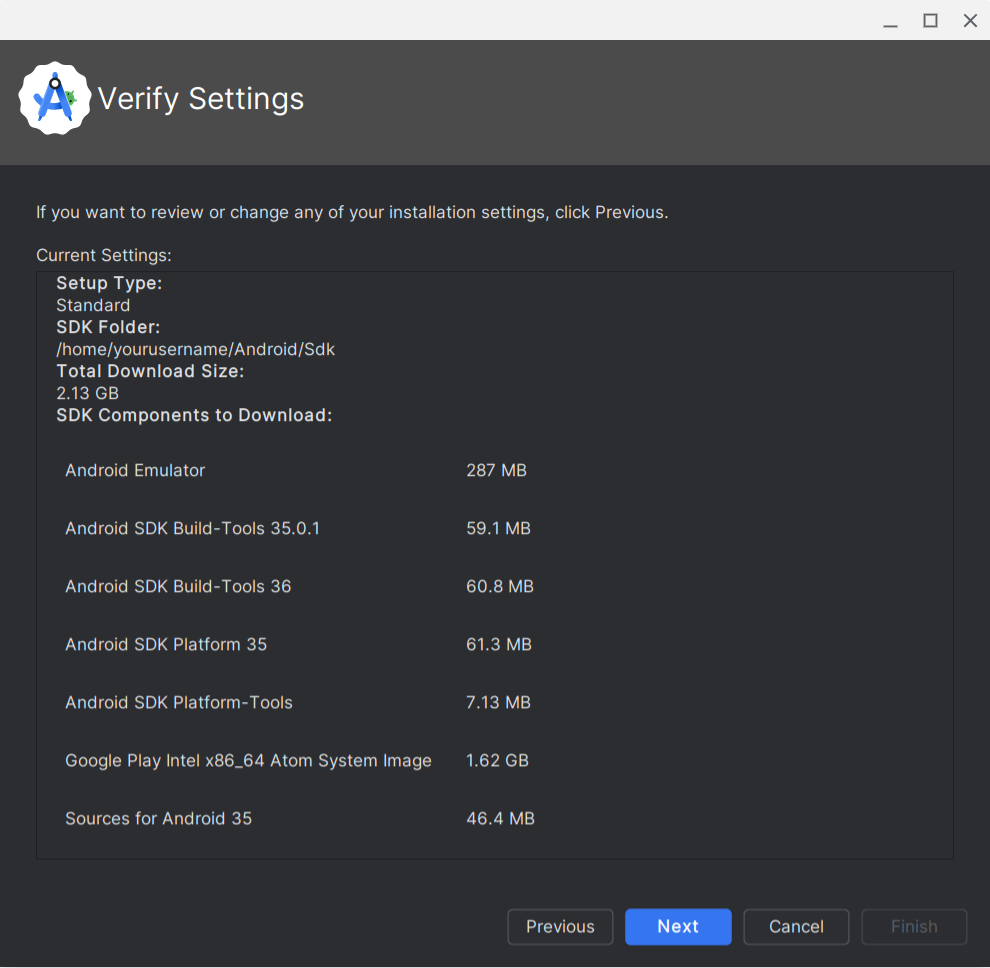 Verify Settings
If you want to review or change any of your installation settings, click Previous.
Current Settings:
Setup Type:
Standard
SDK Folder:
/home/yourusername/Android/Sdk
Total Download Size:
2.13 GB
SDK Components to Download:
Android Emulator 287 MB
Android SDK Build-Tools 35.0.1 59.1 MB
Android SDK Build-Tools 36 60.8 MB
Android SDK Platform 35 61.3 MB
Android SDK Platform-Tools 7.13 MB
Google Play Intel x86_64 Atom System Image 1.62 GB
Sources for Android 35 46.4 MB
Previous Next Cancel Finish